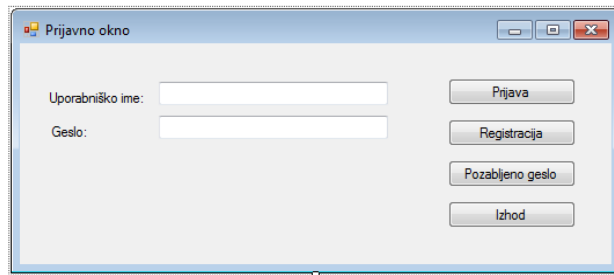 Prijavno okno
Uporabniško ime:
Prijava
Geslo:
Registracija
Pozabljeno geslo
Izhod